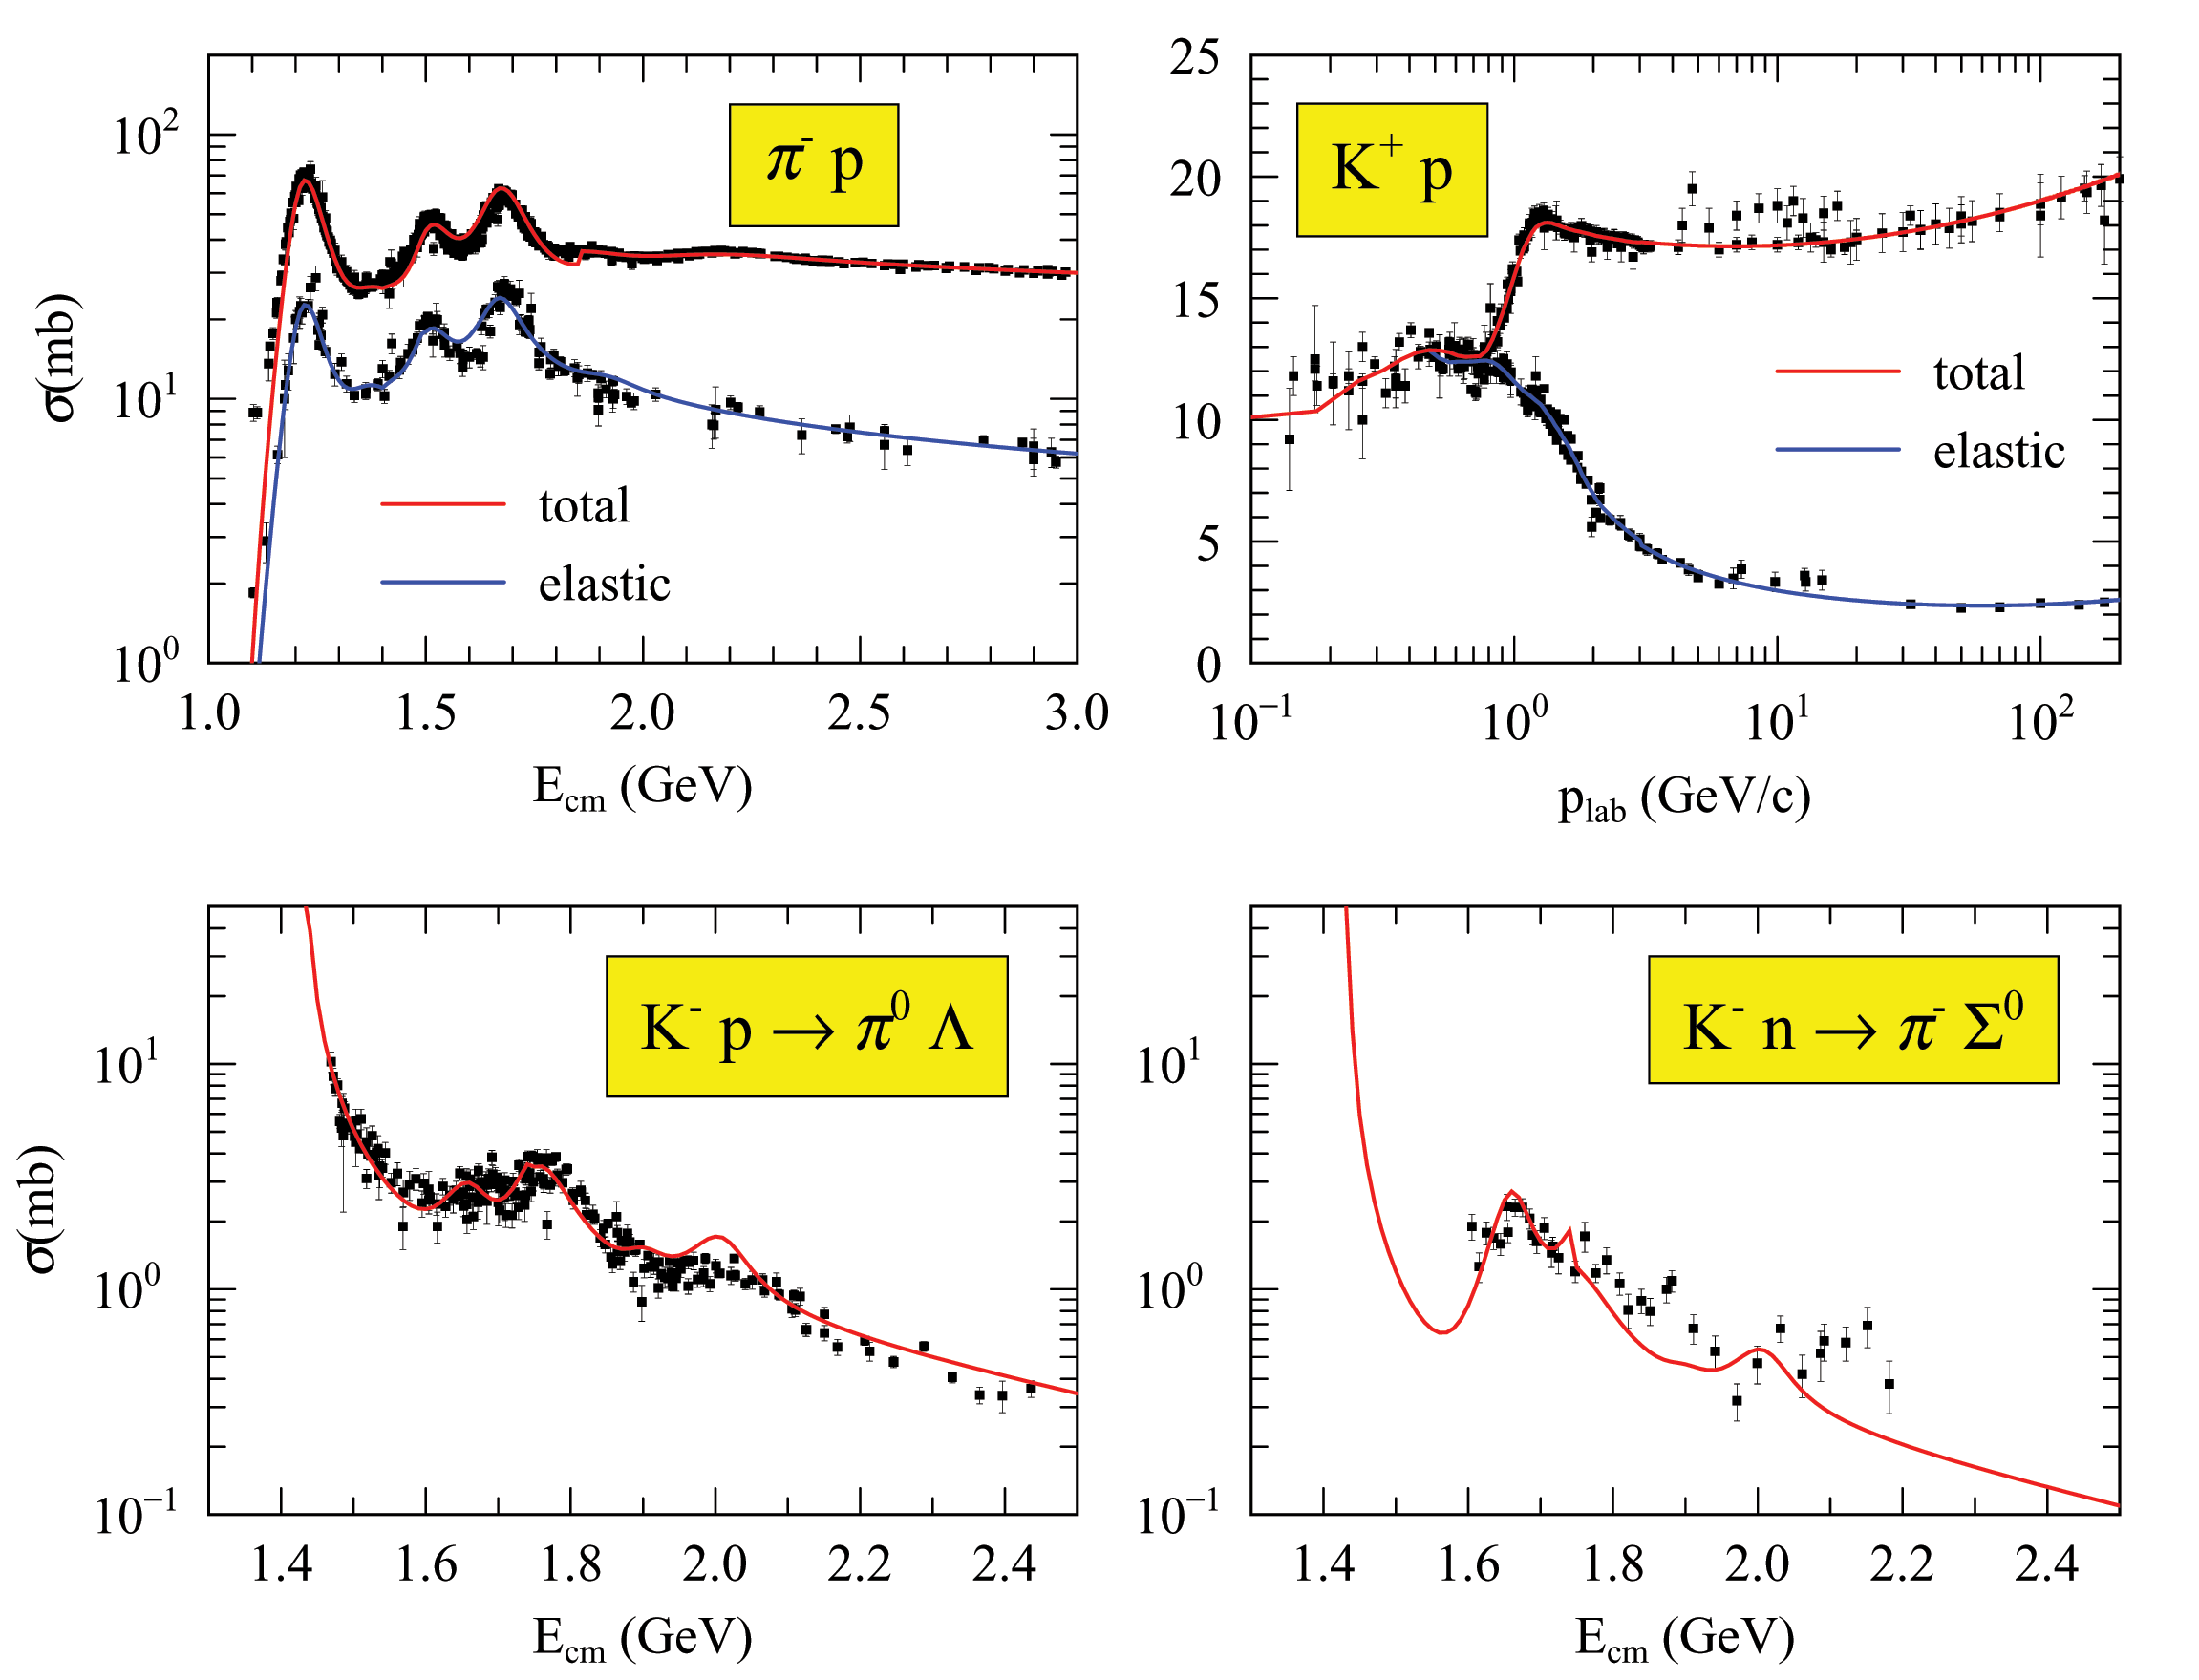 10²
10¹
10⁰
σ(mb)
π⁻ p
total
elastic
1.0 1.5 2.0 2.5 3.0
E_cm (GeV)
25
20
15
10
5
0
K⁺ p
total
elastic
10⁻¹ 10⁰ 10¹ 10²
p_lab (GeV/c)
10¹
10⁰
10⁻¹
σ(mb)
K⁻ p → π⁰ Λ
1.4 1.6 1.8 2.0 2.2 2.4
E_cm (GeV)
10¹
10⁰
10⁻¹
K⁻ n → π⁻ Σ⁰
1.4 1.6 1.8 2.0 2.2 2.4
E_cm (GeV)